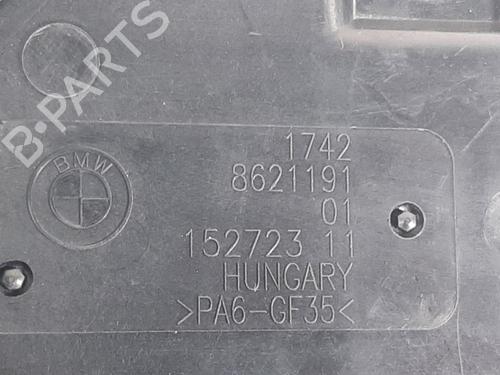 B-PARTS
BMW
1742
8621191
01
152723 11
HUNGARY
>PA6-GF35<